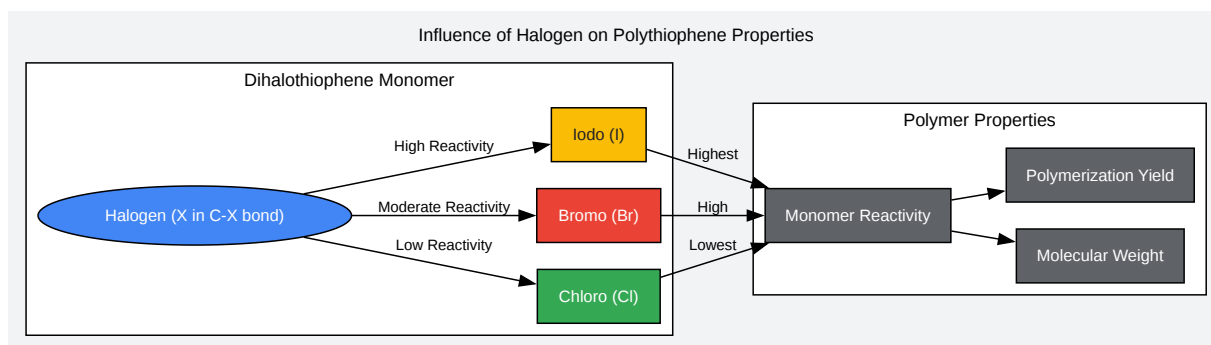 Influence of Halogen on Polythiophene Properties
Dihalothiophene Monomer
Halogen (X in C-X bond)
High Reactivity
Moderate Reactivity
Low Reactivity
Iodo (I)
Bromo (Br)
Chloro (Cl)
Highest
High
Lowest
Polymer Properties
Monomer Reactivity
Polymerization Yield
Molecular Weight